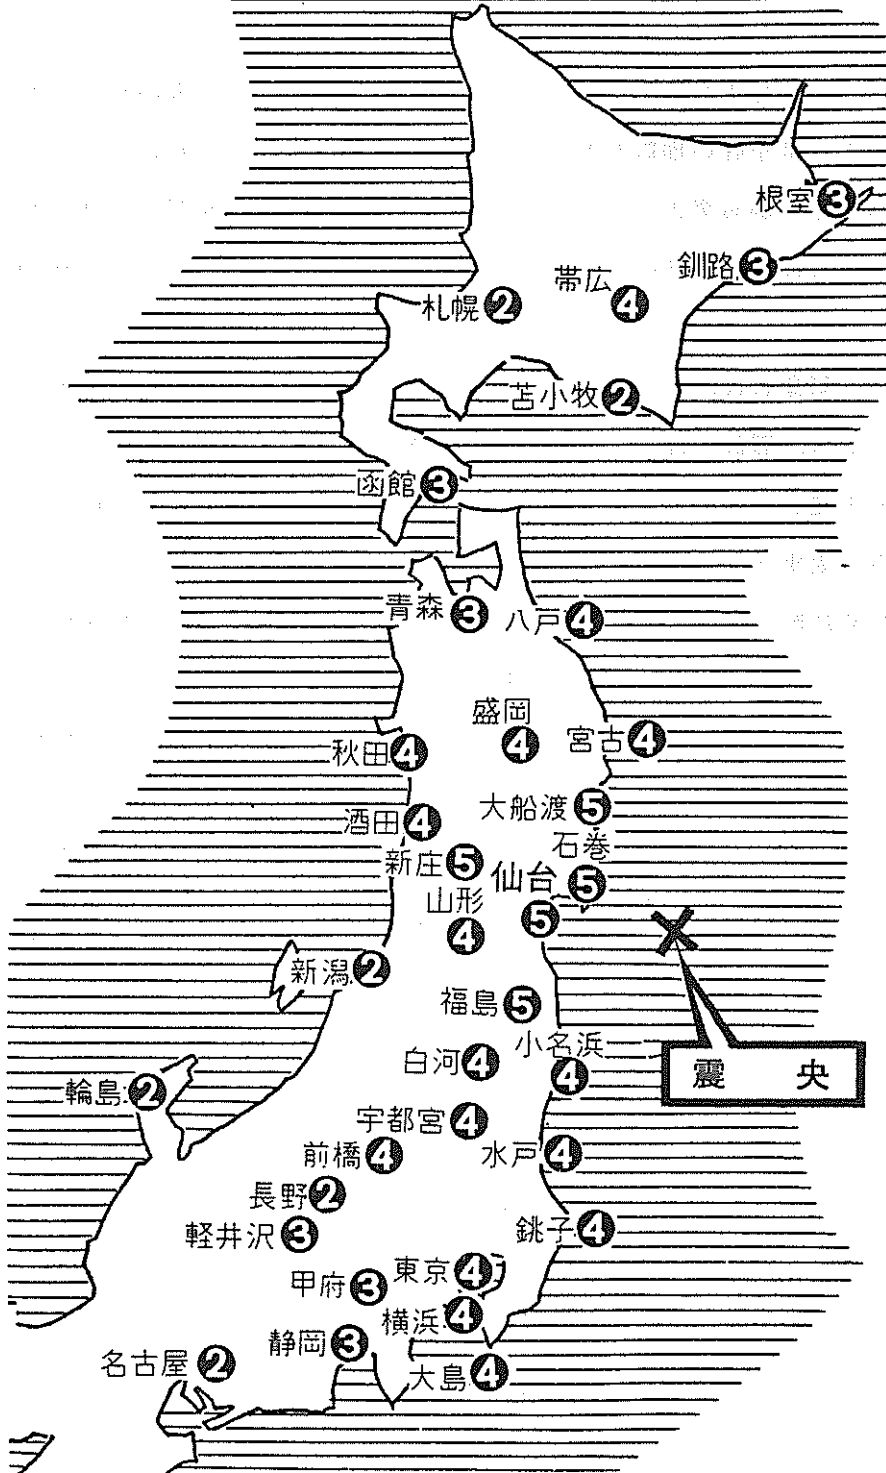 根室 3
釧路 3
帯広 4
札幌 2
苫小牧 2
函館 3
青森 3
八戸 4
盛岡 4
宮古 4
秋田 4
大船渡 5
酒田 4
石巻 5
新庄 5
仙台 5
山形 4
新潟 2
福島 5
小名浜 4
白河 4
震央
輪島 2
宇都宮 4
前橋 4
水戸 4
長野 2
軽井沢 3
銚子 4
東京 4
甲府 3
横浜 4
静岡 3
名古屋 2
大島 4